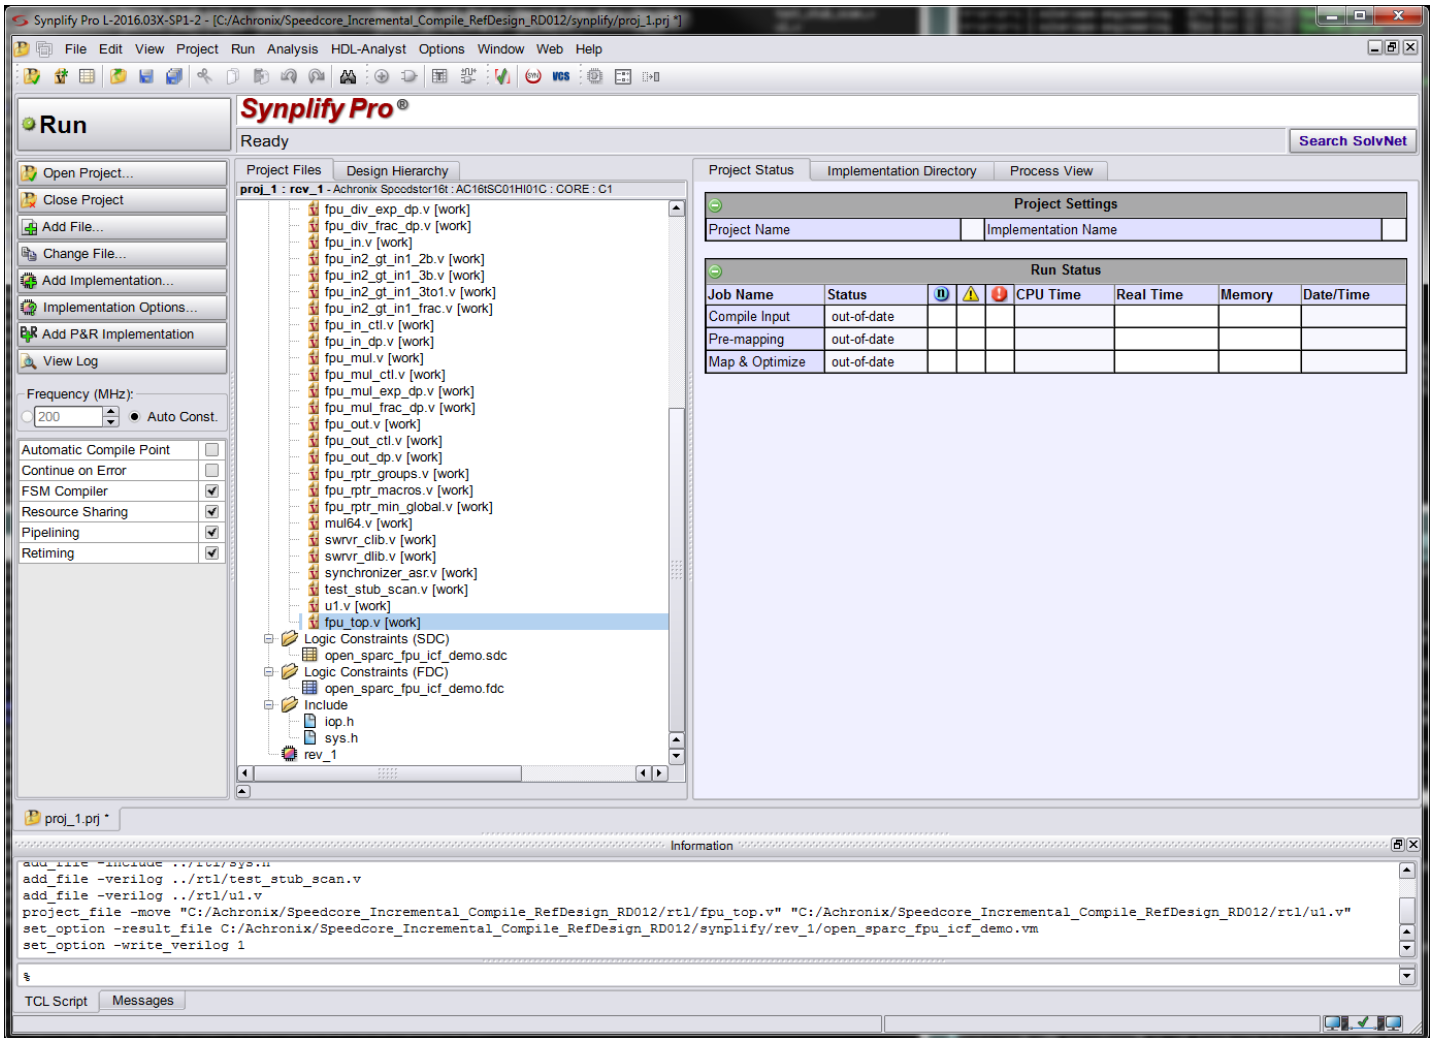 Synplify Pro L-2016.03X-SP1-2 - [C:/Achronix/Speedcore_Incremental_Compile_RefDesign_RD012/synplify/proj_1.prj *]
File Edit View Project Run Analysis HDL-Analyst Options Window Web Help
VCS
Run
Synplify Pro®
Ready
Search SolvNet
Open Project...
Close Project
Add File...
Change File...
Add Implementation...
Implementation Options...
Add P&R Implementation
View Log
Frequency (MHz):
200
Auto Const.
Automatic Compile Point
Continue on Error
FSM Compiler
Resource Sharing
Pipelining
Retiming
Project Files
Design Hierarchy
proj_1 : rev_1 - Achronix Speedster16t : AC16tSC01HI01C : CORE : C1
fpu_div_exp_dp.v [work]
fpu_div_frac_dp.v [work]
fpu_in.v [work]
fpu_in2_gt_in1_2b.v [work]
fpu_in2_gt_in1_3b.v [work]
fpu_in2_gt_in1_3to1.v [work]
fpu_in2_gt_in1_frac.v [work]
fpu_in_ctl.v [work]
fpu_in_dp.v [work]
fpu_mul.v [work]
fpu_mul_ctl.v [work]
fpu_mul_exp_dp.v [work]
fpu_mul_frac_dp.v [work]
fpu_out.v [work]
fpu_out_ctl.v [work]
fpu_out_dp.v [work]
fpu_rptr_groups.v [work]
fpu_rptr_macros.v [work]
fpu_rptr_min_global.v [work]
mul64.v [work]
swrvr_clib.v [work]
swrvr_dlib.v [work]
synchronizer_asr.v [work]
test_stub_scan.v [work]
u1.v [work]
fpu_top.v [work]
Logic Constraints (SDC)
open_sparc_fpu_icf_demo.sdc
Logic Constraints (FDC)
open_sparc_fpu_icf_demo.fdc
Include
iop.h
sys.h
rev_1
Project Status
Implementation Directory
Process View
Project Settings
Project Name
Implementation Name
Run Status
Job Name Status CPU Time Real Time Memory Date/Time
Compile Input out-of-date
Pre-mapping out-of-date
Map & Optimize out-of-date
proj_1.prj *
Information
add_file -include ../rtl/sys.h
add_file -verilog ../rtl/test_stub_scan.v
add_file -verilog ../rtl/u1.v
project_file -move "C:/Achronix/Speedcore_Incremental_Compile_RefDesign_RD012/rtl/fpu_top.v" "C:/Achronix/Speedcore_Incremental_Compile_RefDesign_RD012/rtl/u1.v"
set_option -result_file C:/Achronix/Speedcore_Incremental_Compile_RefDesign_RD012/synplify/rev_1/open_sparc_fpu_icf_demo.vm
set_option -write_verilog 1
%
TCL Script
Messages